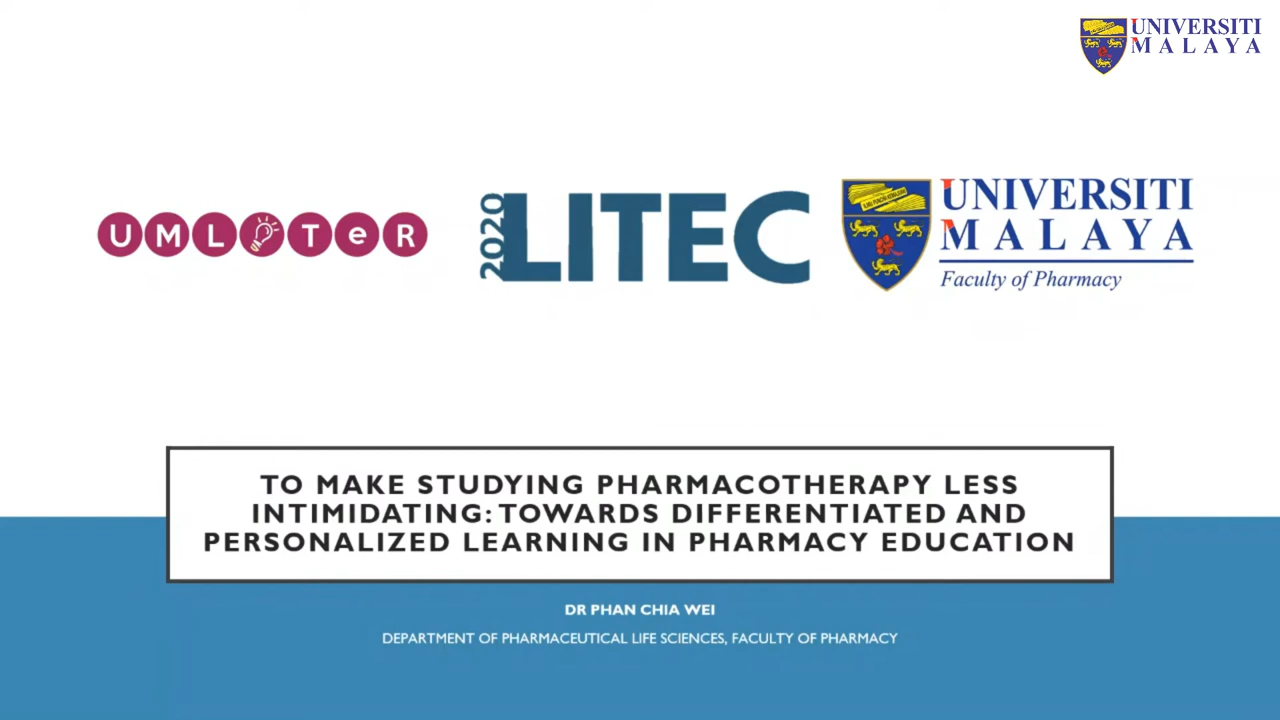 UNIVERSITI
MALAYA
UMLITeR
2020
LITEC
UNIVERSITI
MALAYA
Faculty of Pharmacy
TO MAKE STUDYING PHARMACOTHERAPY LESS
INTIMIDATING: TOWARDS DIFFERENTIATED AND
PERSONALIZED LEARNING IN PHARMACY EDUCATION
DR PHAN CHIA WEI
DEPARTMENT OF PHARMACEUTICAL LIFE SCIENCES, FACULTY OF PHARMACY